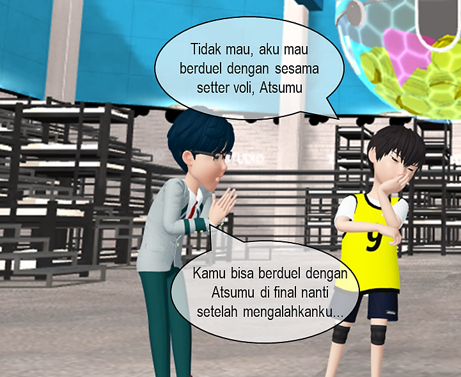 Tidak mau, aku mau
berduel dengan sesama
setter voli, Atsumu
9
Kamu bisa berduel dengan
Atsumu di final nanti
setelah mengalahkanku...